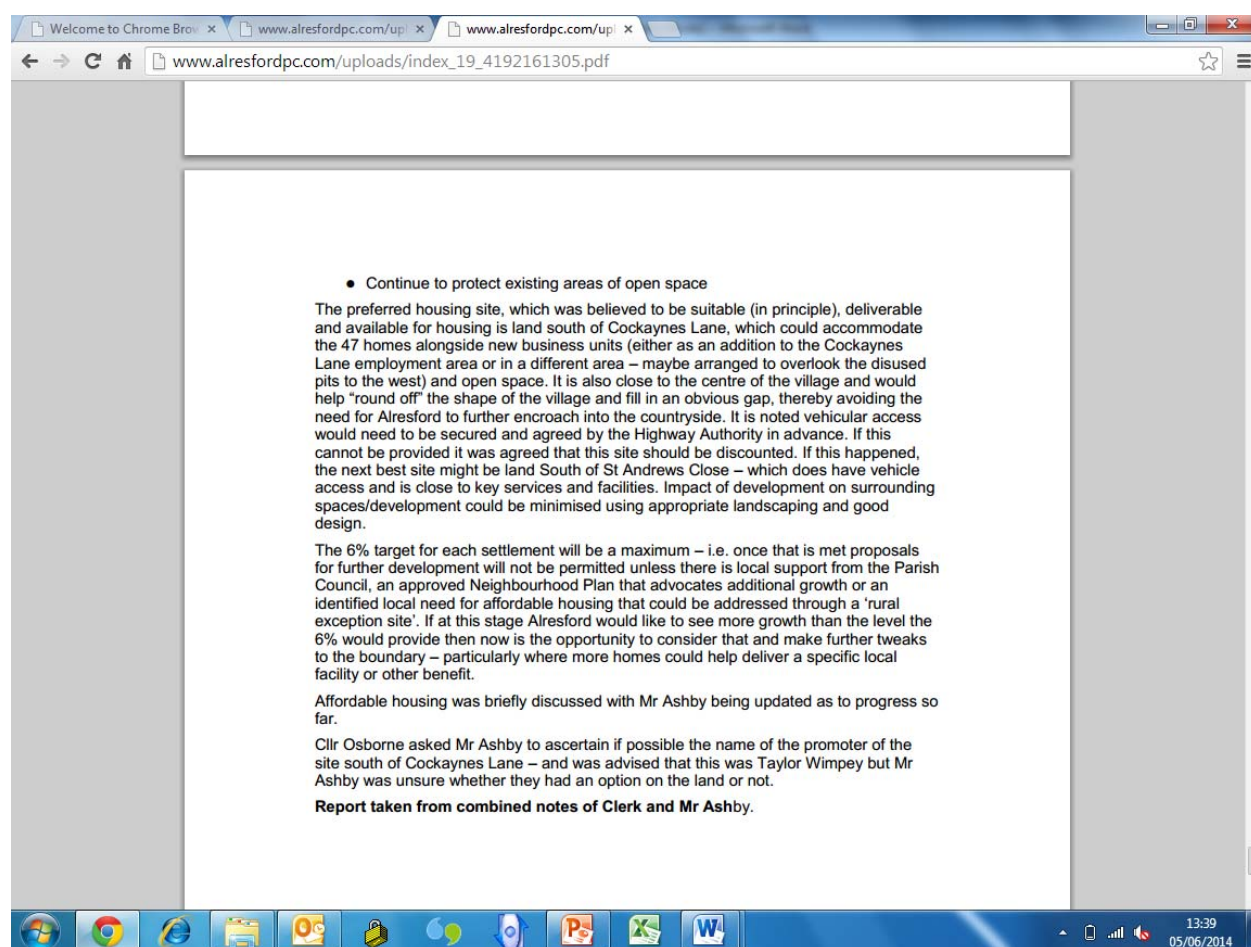 Welcome to Chrome Brov
www.alresfordpc.com/upl
www.alresfordpc.com/upl
www.alresfordpc.com/uploads/index_19_4192161305.pdf
• Continue to protect existing areas of open space
The preferred housing site, which was believed to be suitable (in principle), deliverable
and available for housing is land south of Cockaynes Lane, which could accommodate
the 47 homes alongside new business units (either as an addition to the Cockaynes
Lane employment area or in a different area – maybe arranged to overlook the disused
pits to the west) and open space. It is also close to the centre of the village and would
help “round off” the shape of the village and fill in an obvious gap, thereby avoiding the
need for Alresford to further encroach into the countryside. It is noted vehicular access
would need to be secured and agreed by the Highway Authority in advance. If this
cannot be provided it was agreed that this site should be discounted. If this happened,
the next best site might be land South of St Andrews Close – which does have vehicle
access and is close to key services and facilities. Impact of development on surrounding
spaces/development could be minimised using appropriate landscaping and good
design.
The 6% target for each settlement will be a maximum – i.e. once that is met proposals
for further development will not be permitted unless there is local support from the Parish
Council, an approved Neighbourhood Plan that advocates additional growth or an
identified local need for affordable housing that could be addressed through a ‘rural
exception site’. If at this stage Alresford would like to see more growth than the level the
6% would provide then now is the opportunity to consider that and make further tweaks
to the boundary – particularly where more homes could help deliver a specific local
facility or other benefit.
Affordable housing was briefly discussed with Mr Ashby being updated as to progress so
far.
Cllr Osborne asked Mr Ashby to ascertain if possible the name of the promoter of the
site south of Cockaynes Lane – and was advised that this was Taylor Wimpey but Mr
Ashby was unsure whether they had an option on the land or not.
Report taken from combined notes of Clerk and Mr Ashby.
13:39
05/06/2014